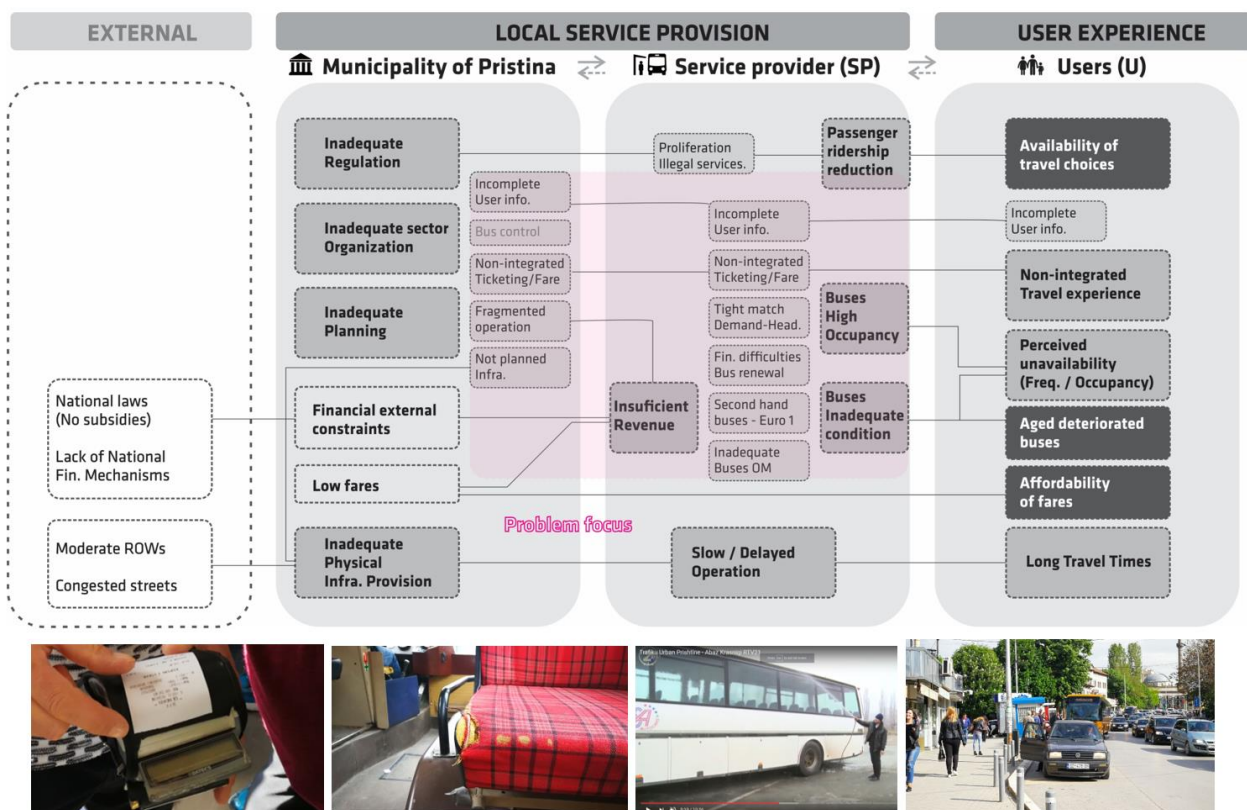 EXTERNAL
LOCAL SERVICE PROVISION
USER EXPERIENCE
Municipality of Pristina
Service provider (SP)
Users (U)
Inadequate
Regulation
Proliferation
Illegal services.
Passenger
ridership
reduction
Availability of
travel choices
Incomplete
User info.
Inadequate sector
Organization
Bus control
Incomplete
User info.
Incomplete
User info.
Non-integrated
Ticketing/Fare
Non-integrated
Ticketing/Fare
Non-integrated
Travel experience
Inadequate
Planning
Fragmented
operation
Tight match
Demand-Head.
Buses
High
Occupancy
Not planned
Infra.
Fin. difficulties
Bus renewal
Perceived
unavailability
(Freq. / Occupancy)
National laws
(No subsidies)
Lack of National
Fin. Mechanisms
Financial external
constraints
Insuficient
Revenue
Second hand
buses - Euro 1
Buses
Inadequate
condition
Aged deteriorated
buses
Low fares
Inadequate
Buses OM
Affordability
of fares
Problem focus
Moderate ROWs
Congested streets
Inadequate
Physical
Infra. Provision
Slow / Delayed
Operation
Long Travel Times